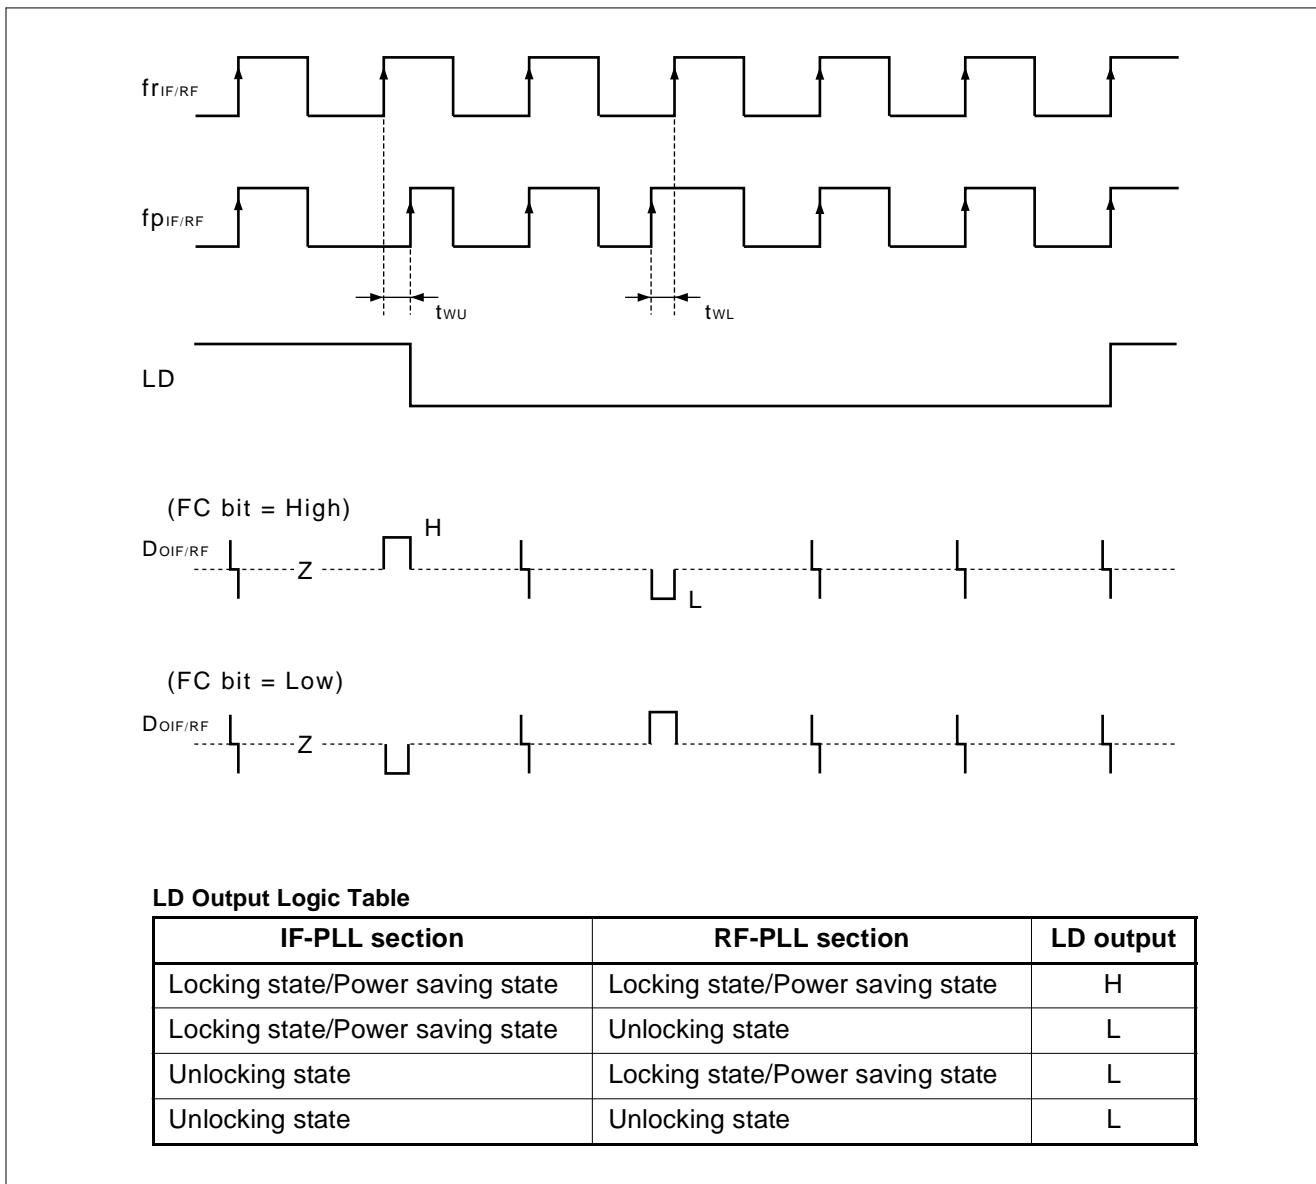 frIF/RF
fpIF/RF
tWU
tWL
LD
(FC bit = High)
H
DOIF/RF
Z
L
(FC bit = Low)
DOIF/RF
Z
LD Output Logic Table
IF-PLL section RF-PLL section LD output
Locking state/Power saving state Locking state/Power saving state H
Locking state/Power saving state Unlocking state L
Unlocking state Locking state/Power saving state L
Unlocking state Unlocking state L